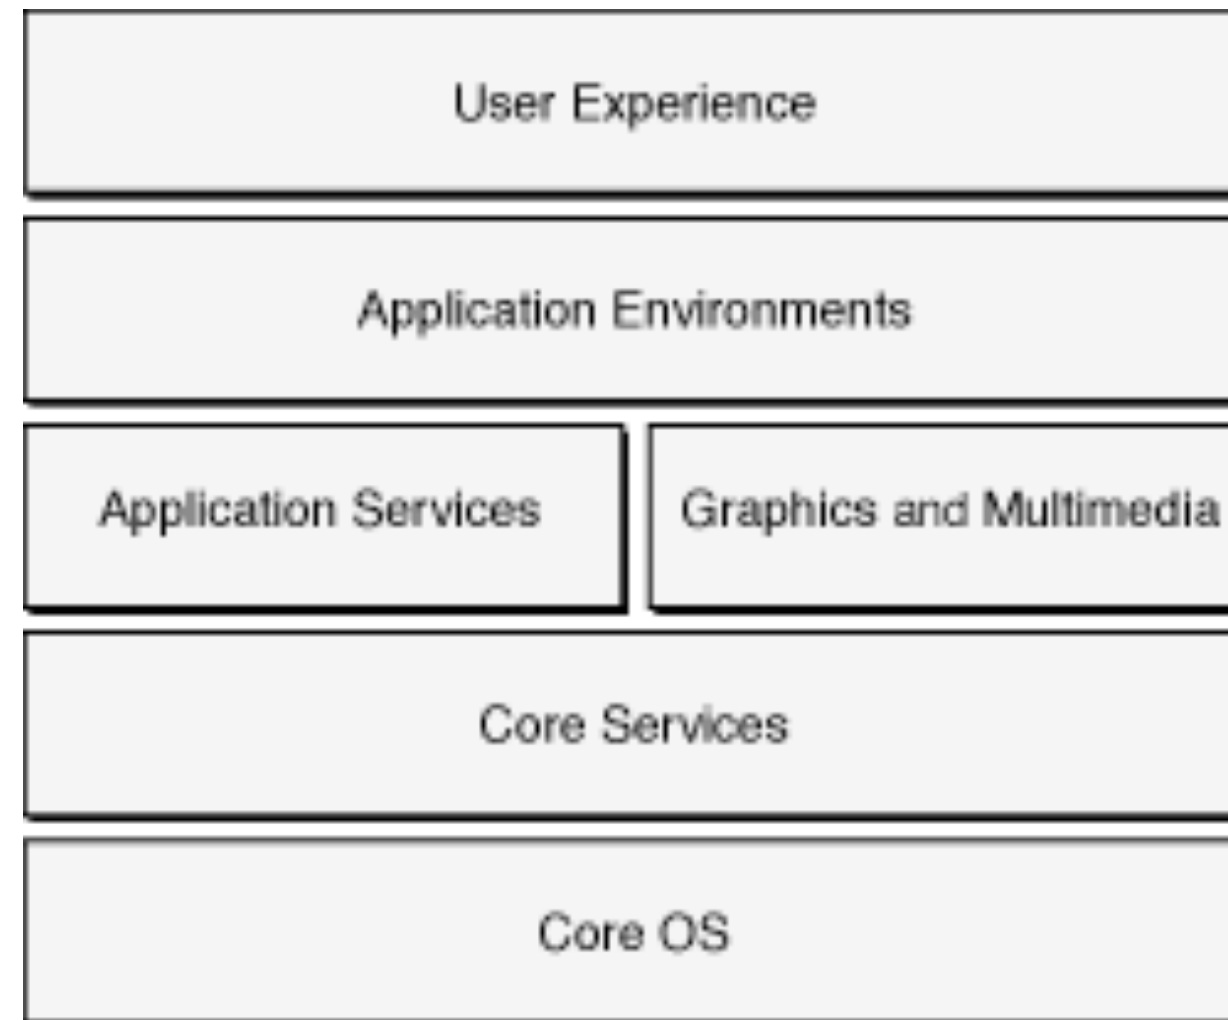 User Experience
Application Environments
Application Services
Graphics and Multimedia
Core Services
Core OS